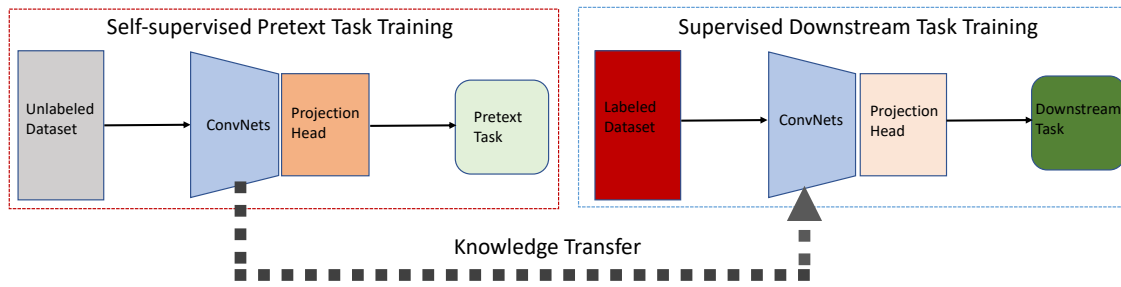 Self-supervised Pretext Task Training
Unlabeled
Dataset
ConvNets
Projection
Head
Pretext
Task
Supervised Downstream Task Training
Labeled
Dataset
ConvNets
Projection
Head
Downstream
Task
Knowledge Transfer